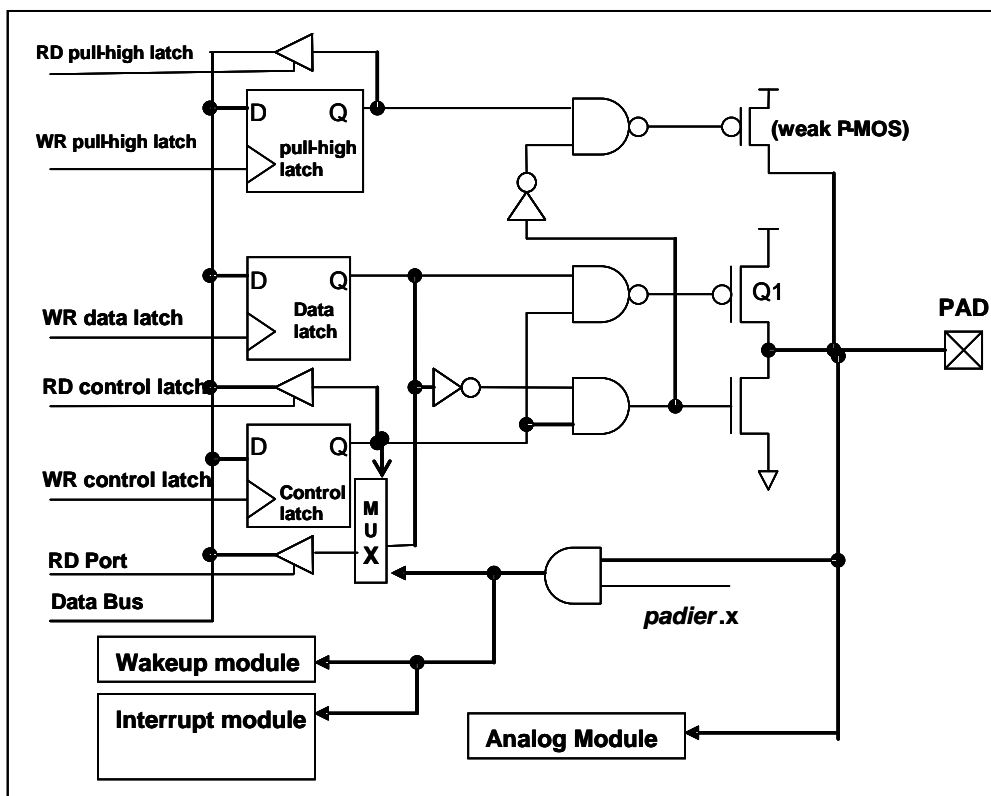 RD pull-high latch
D Q
(weak P-MOS)
WR pull-high latch
pull-high
latch
D Q
Q1
Data
latch
PAD
WR data latch
RD control latch
D Q
WR control latch
Control
latch
M
U
X
RD Port
Data Bus
padier.x
Wakeup module
Interrupt module
Analog Module